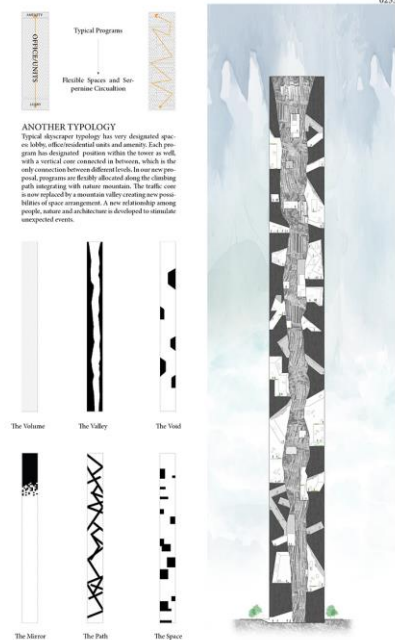 AMENITY
OFFICE/UNITS
LOBBY
Typical Programs
Flexible Spaces and Ser-
pernine Circualtion
ANOTHER TYPOLOGY
Typical skyscraper typology has very designated spac-
es: lobby, office/residential units and amenity. Each pro-
gram has designated position within the tower as well,
with a vertical core connected in between, which is the
only connection between different levels. In our new pro-
posal, programs are flexibly allocated along the climbing
path integrating with nature mountain. The traffic core
is now replaced by a mountain valley creating new possi-
bilities of space arrangement. A new relationship among
people, nature and architecture is developed to stimulate
unexpected events.
The Volume
The Valley
The Void
The Mirror
The Path
The Space